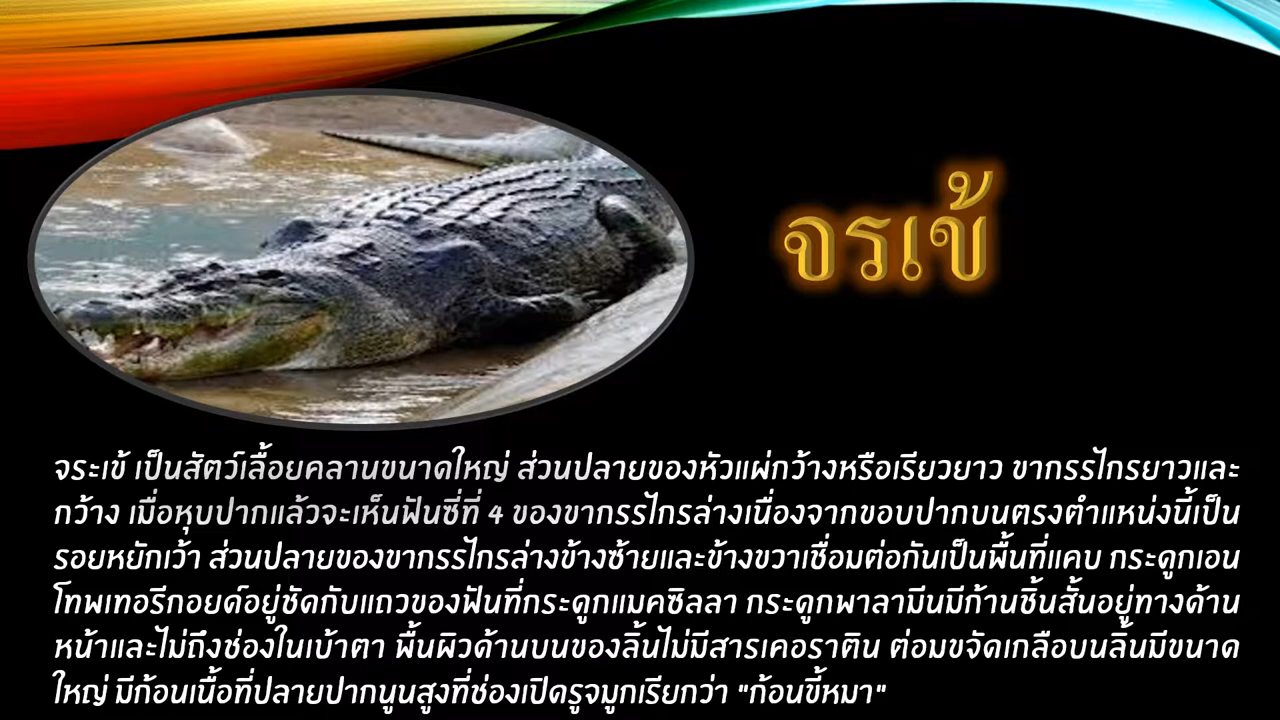 จรเข้
จระเข้ เป็นสัตว์เลื้อยคลานขนาดใหญ่ ส่วนปลายของหัวแผ่กว้างหรือเรียวยาว ขากรรไกรยาวและ
กว้าง เมื่อหุบปากแล้วจะเห็นฟันซี่ที่ 4 ของขากรรไกรล่างเนื่องจากขอบปากบนตรงตำแหน่งนี้เป็น
รอยหยักเว้า ส่วนปลายของขากรรไกรล่างข้างซ้ายและข้างขวาเชื่อมต่อกันเป็นพื้นที่แคบ กระดูกเอน
โทพเทอรีกอยด์อยู่ชัดกับแถวของฟันที่กระดูกแมคซิลลา กระดูกพาลามีนมีก้านชิ้นสั้นอยู่ทางด้าน
หน้าและไม่ถึงช่องในเบ้าตา พื้นผิวด้านบนของลิ้นไม่มีสารเคอราติน ต่อมขจัดเกลือบนลิ้นมีขนาด
ใหญ่ มีก้อนเนื้อที่ปลายปากนูนสูงที่ช่องเปิดรูจมูกเรียกว่า "ก้อนขี้หมา"